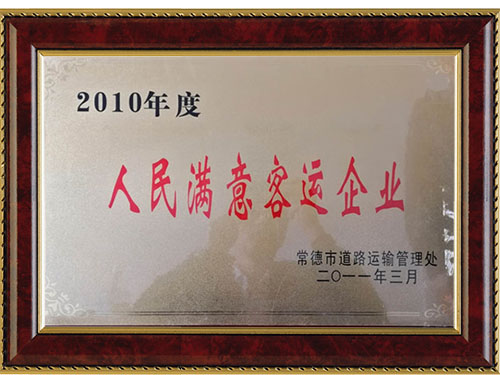 2010年度
人民满意客运企业
常德市道路运输管理处
二〇一一年三月